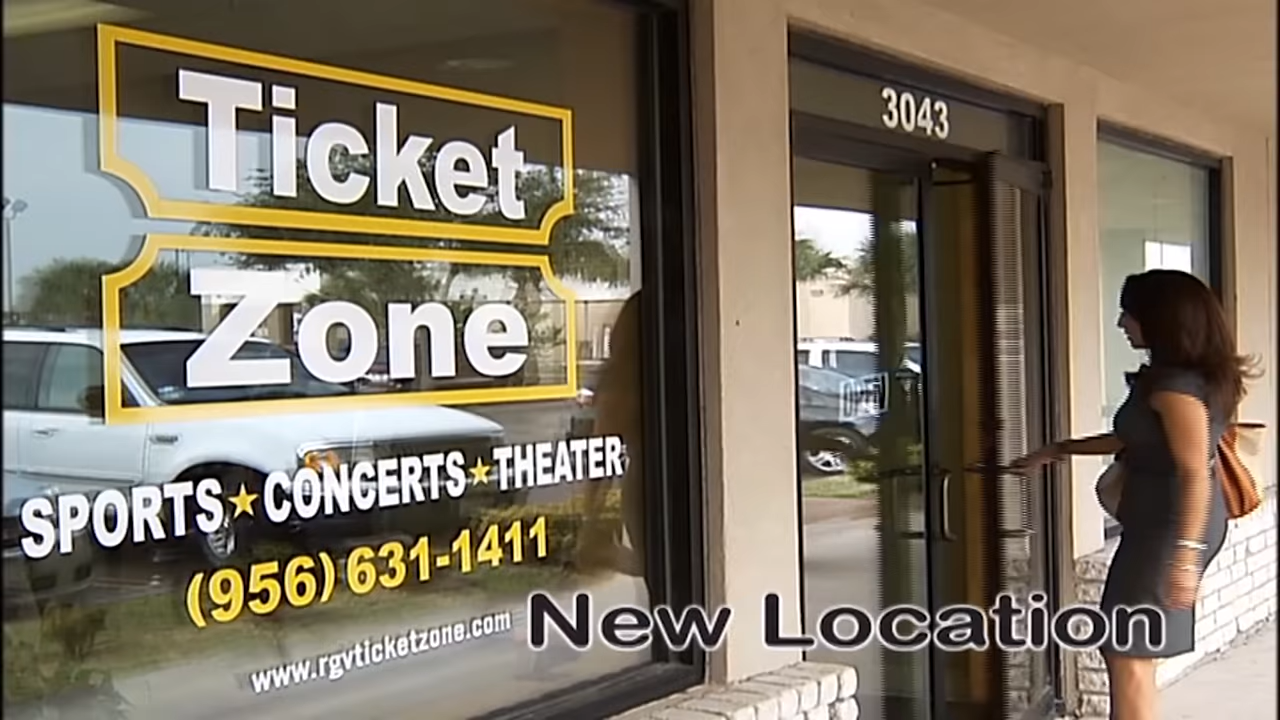 Ticket
Zone
SPORTS★CONCERTS★THEATER
(956) 631-1411
www.rgvticketzone.com
3043
New Location